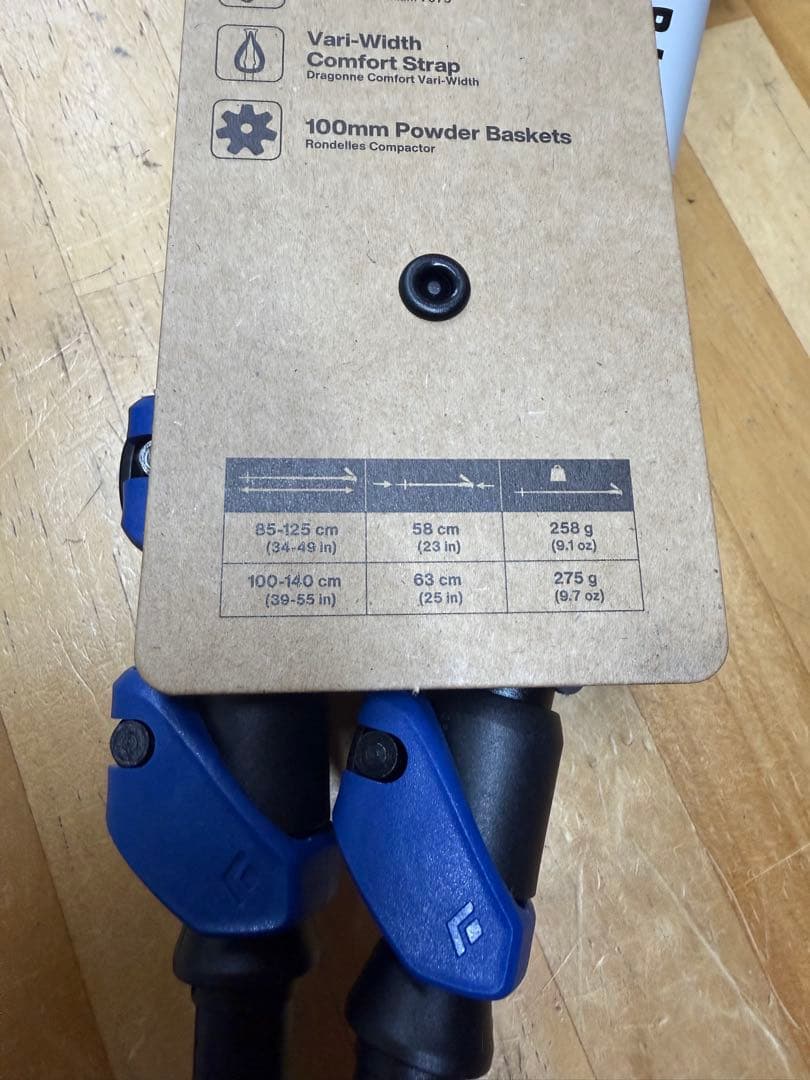 Vari-Width
Comfort Strap
Dragonne Comfort Vari-Width
100mm Powder Baskets
Rondelles Compactor
85-125 cm
(34-49 in)
58 cm
(23 in)
258 g
(9.1 oz)
100-140 cm
(39-55 in)
63 cm
(25 in)
275 g
(9.7 oz)